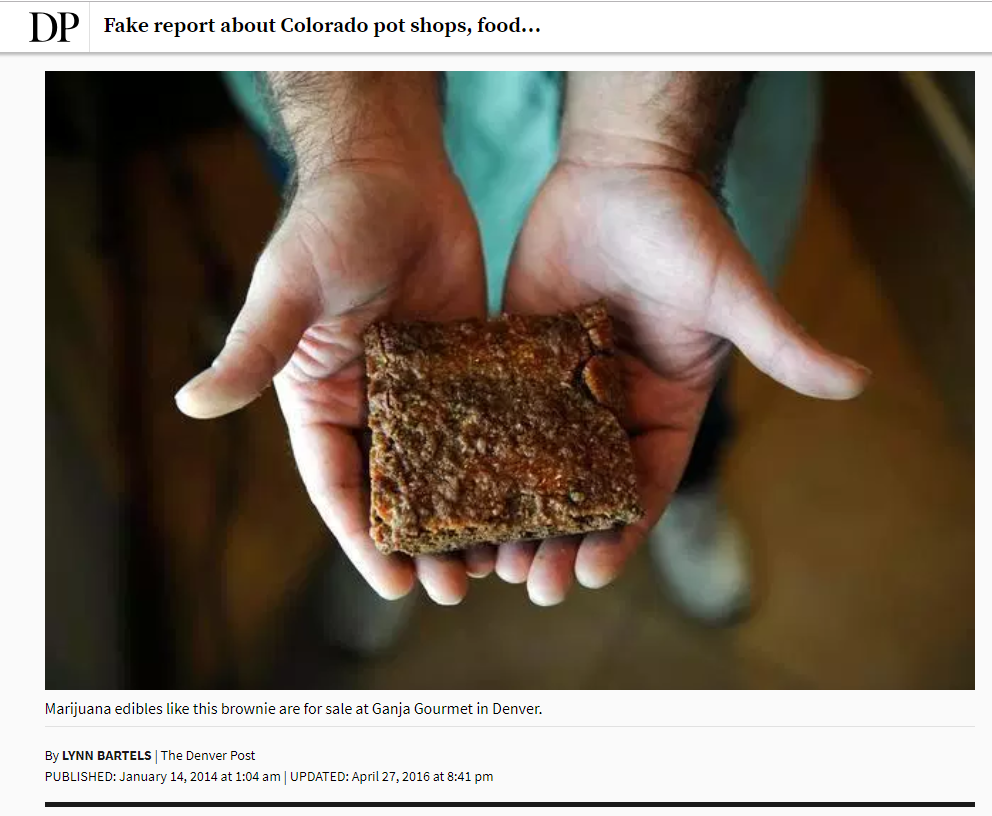 DP
Fake report about Colorado pot shops, food...
Marijuana edibles like this brownie are for sale at Ganja Gourmet in Denver.
By LYNN BARTELS | The Denver Post
PUBLISHED: January 14, 2014 at 1:04 am | UPDATED: April 27, 2016 at 8:41 pm